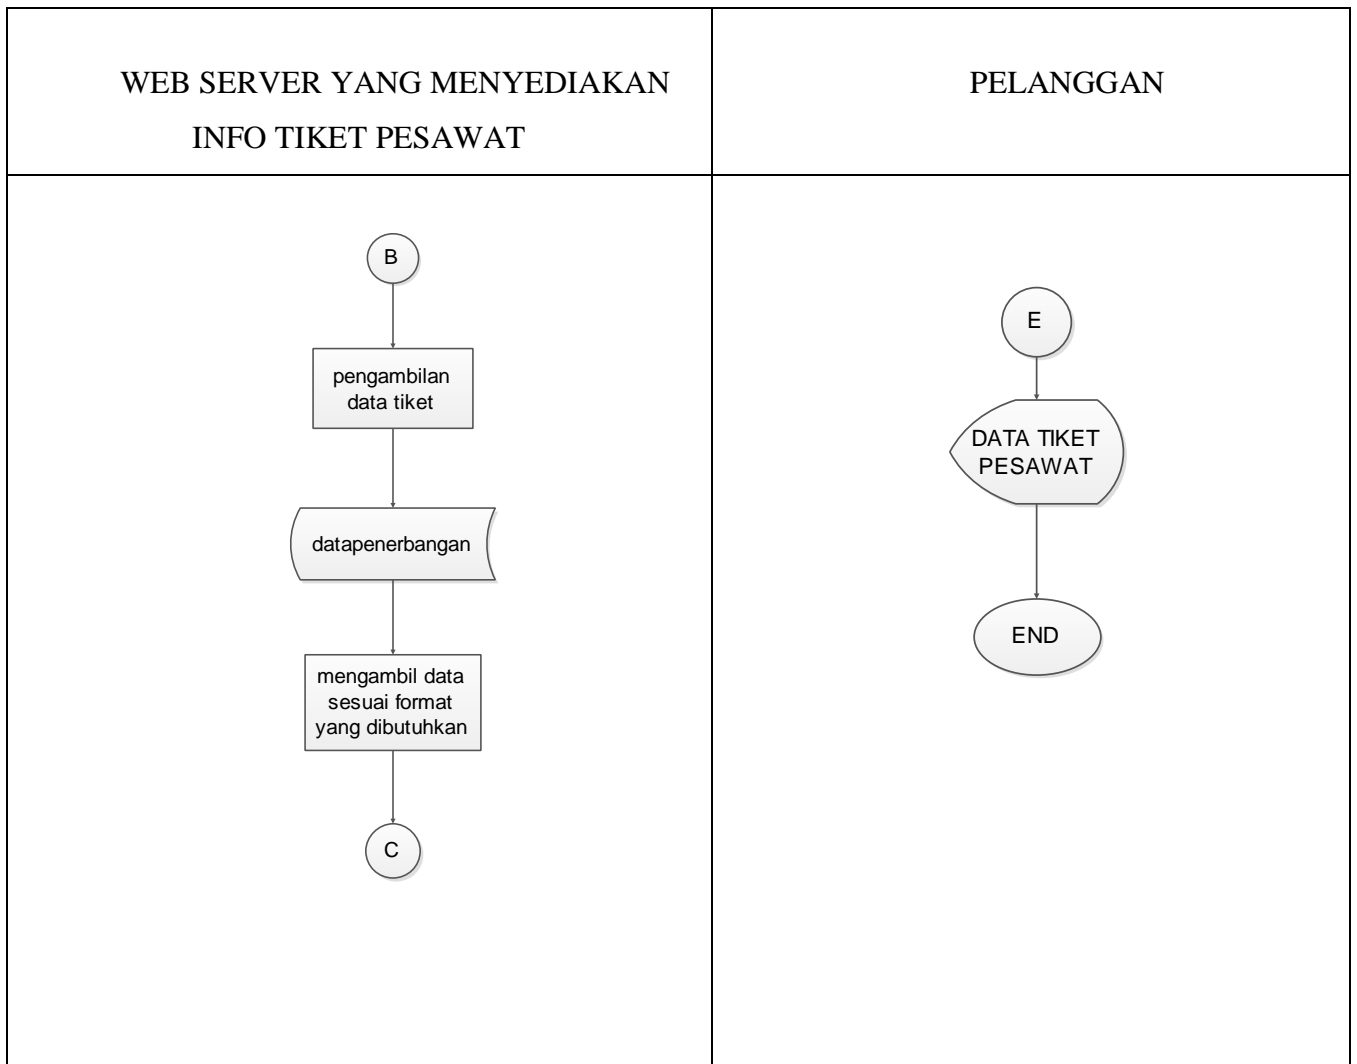 WEB SERVER YANG MENYEDIAKAN
INFO TIKET PESAWAT
PELANGGAN
B
pengambilan
data tiket
datapenerbangan
mengambil data
sesuai format
yang dibutuhkan
C
E
DATA TIKET
PESAWAT
END